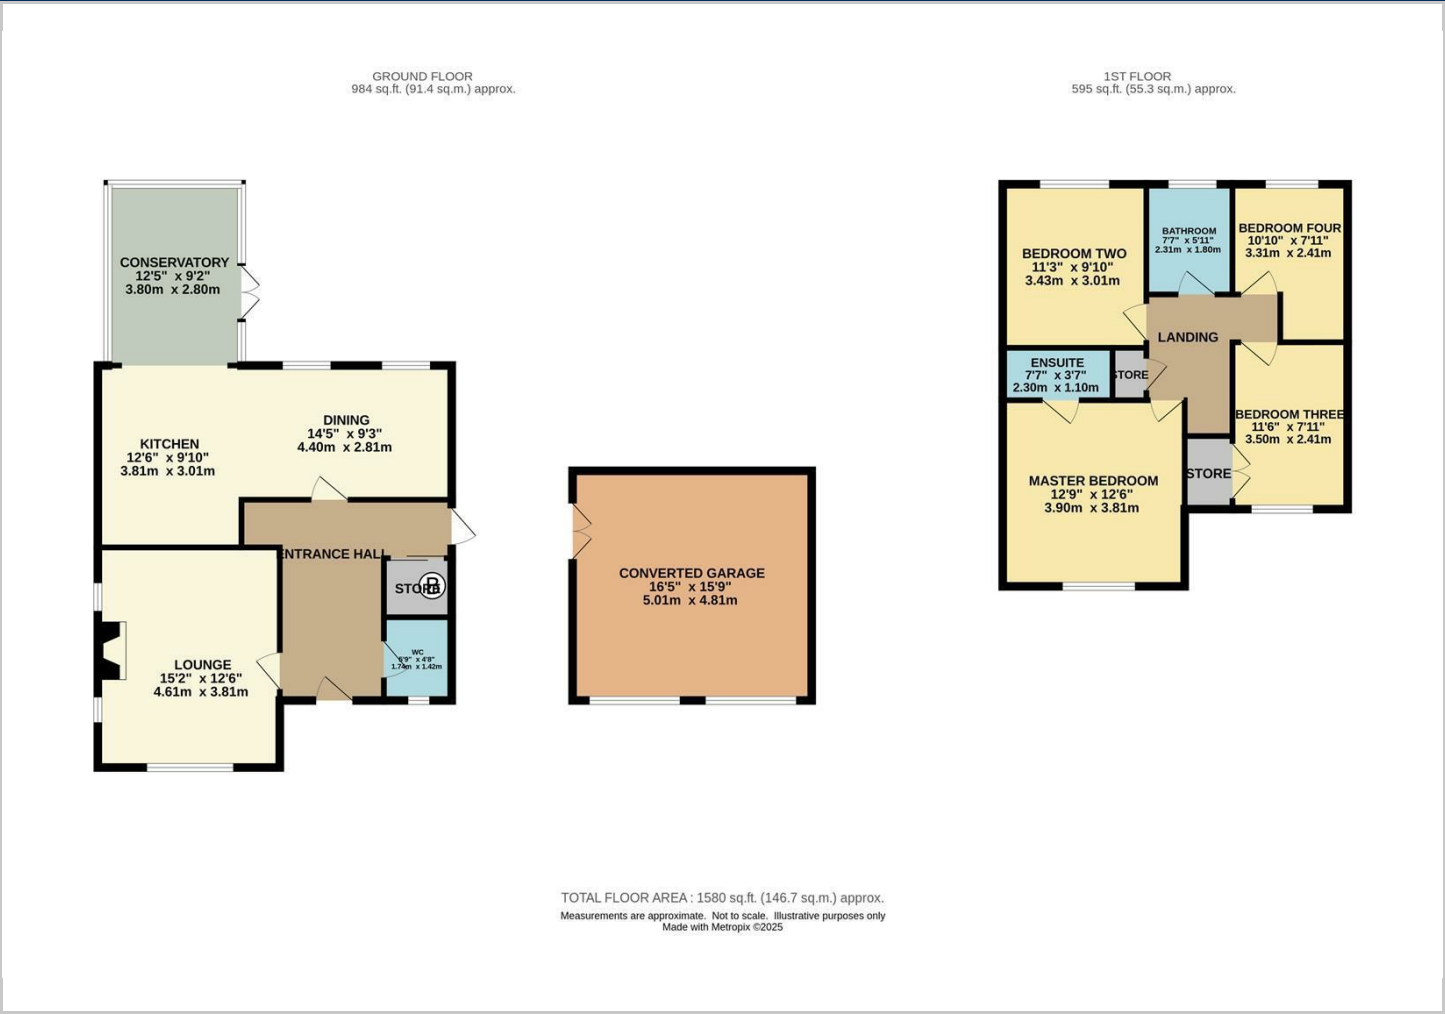 GROUND FLOOR
984 sq.ft. (91.4 sq.m.) approx.
1ST FLOOR
595 sq.ft. (55.3 sq.m.) approx.
CONSERVATORY
12'5" x 9'2"
3.80m x 2.80m
KITCHEN
12'6" x 9'10"
3.81m x 3.01m
DINING
14'5" x 9'3"
4.40m x 2.81m
ENTRANCE HALL
STORE
B
WC
5'9" x 4'8"
1.74m x 1.42m
LOUNGE
15'2" x 12'6"
4.61m x 3.81m
CONVERTED GARAGE
16'5" x 15'9"
5.01m x 4.81m
BEDROOM TWO
11'3" x 9'10"
3.43m x 3.01m
BATHROOM
7'7" x 5'11"
2.31m x 1.80m
BEDROOM FOUR
10'10" x 7'11"
3.31m x 2.41m
LANDING
ENSUITE
7'7" x 3'7"
2.30m x 1.10m
STORE
BEDROOM THREE
11'6" x 7'11"
3.50m x 2.41m
MASTER BEDROOM
12'9" x 12'6"
3.90m x 3.81m
STORE
TOTAL FLOOR AREA : 1580 sq.ft. (146.7 sq.m.) approx.
Measurements are approximate. Not to scale. Illustrative purposes only
Made with Metropix ©2025